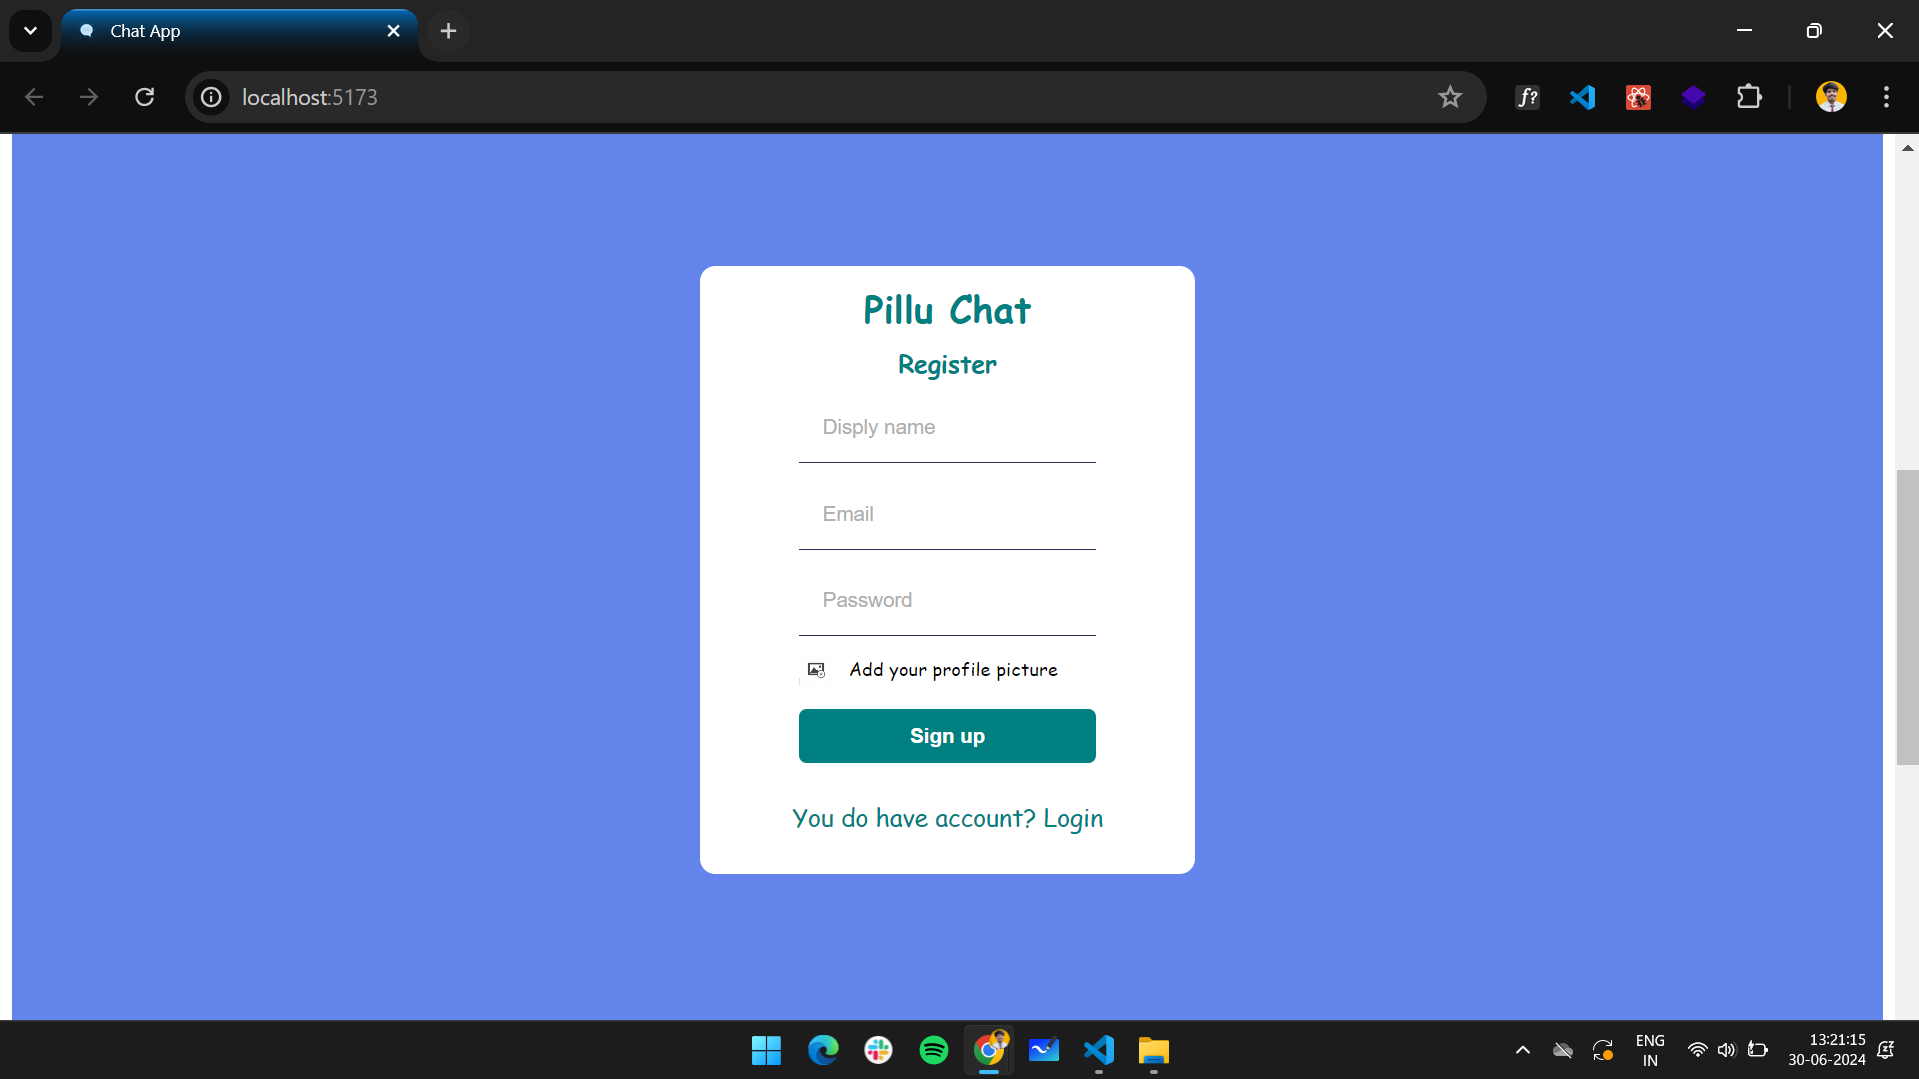 Chat App
localhost:5173
f?
Pillu Chat
Register
Disply name
Email
Password
Add your profile picture
Sign up
You do have account? Login
ENG
IN
13:21:15
30-06-2024